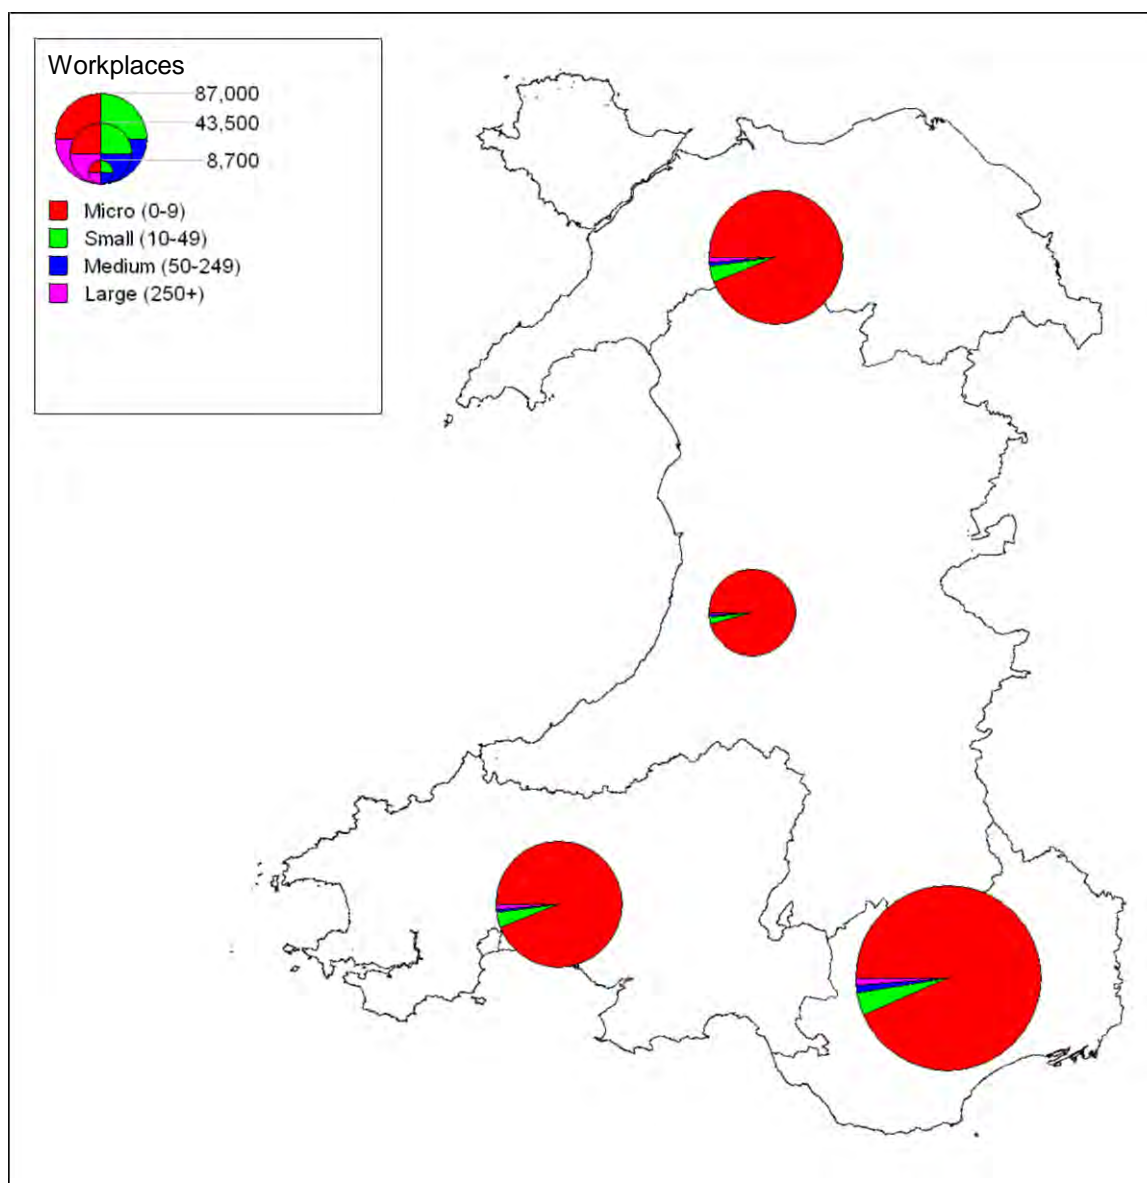 Workplaces
87,000
43,500
8,700
Micro (0-9)
Small (10-49)
Medium (50-249)
Large (250+)